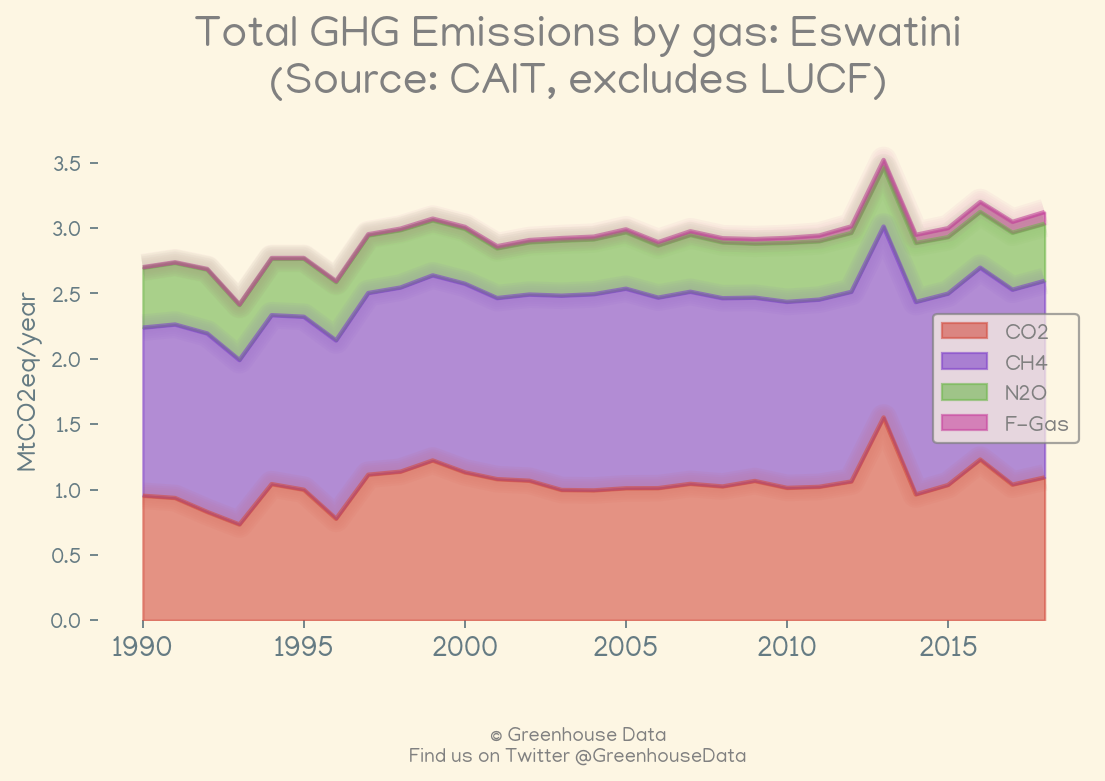 Total GHG Emissions by gas: Eswatini
(Source: CAIT, excludes LUCF)
MtCO2eq/year
3.5
3.0
2.5
2.0
1.5
1.0
0.5
0.0
CO2
CH4
N2O
F-Gas
1990
1995
2000
2005
2010
2015
© Greenhouse Data
Find us on Twitter @GreenhouseData